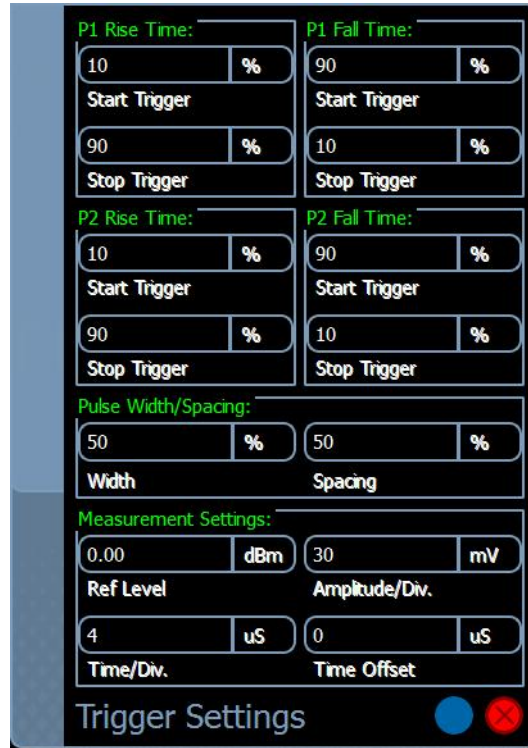 P1 Rise Time: P1 Fall Time:
10 % 90 %
Start Trigger Start Trigger
90 % 10 %
Stop Trigger Stop Trigger
P2 Rise Time: P2 Fall Time:
10 % 90 %
Start Trigger Start Trigger
90 % 10 %
Stop Trigger Stop Trigger
Pulse Width/Spacing:
50 % 50 %
Width Spacing
Measurement Settings:
0.00 dBm 30 mV
Ref Level Amplitude/Div.
4 uS 0 uS
Time/Div. Time Offset
Trigger Settings